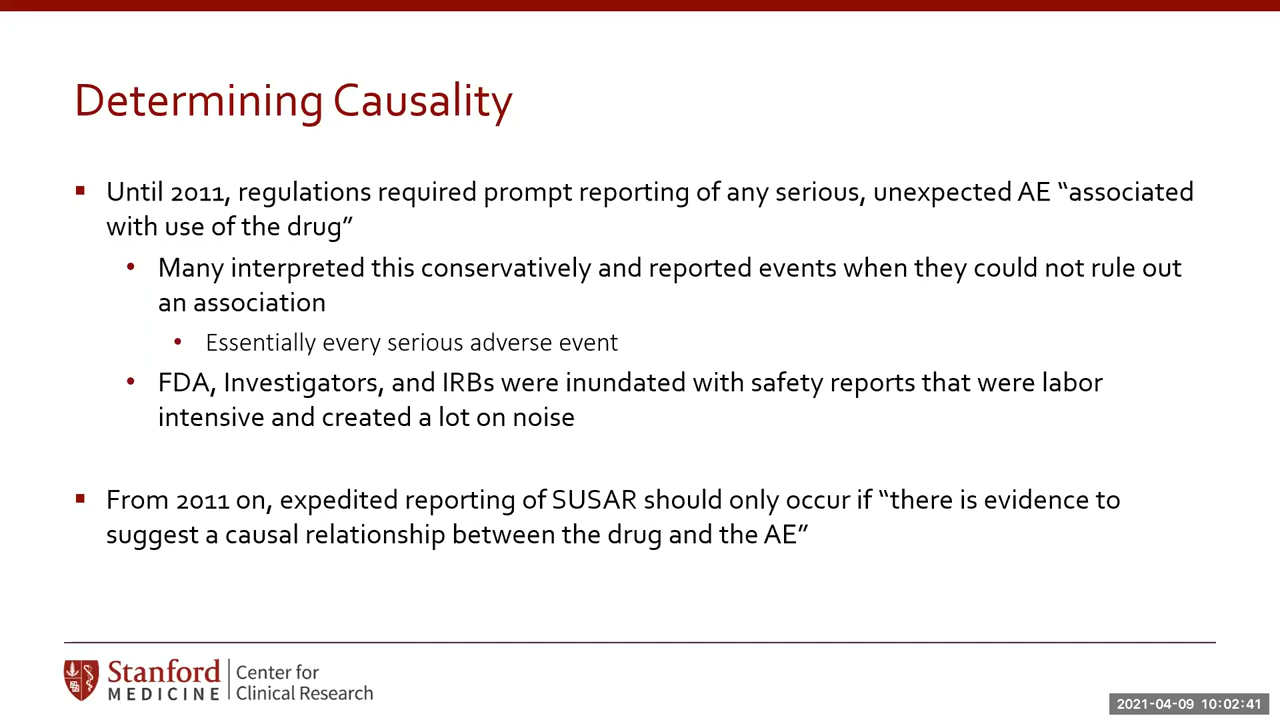 Determining Causality
Until 2011, regulations required prompt reporting of any serious, unexpected AE “associated
with use of the drug”
Many interpreted this conservatively and reported events when they could not rule out
an association
Essentially every serious adverse event
FDA, Investigators, and IRBs were inundated with safety reports that were labor
intensive and created a lot on noise
From 2011 on, expedited reporting of SUSAR should only occur if “there is evidence to
suggest a causal relationship between the drug and the AE”
Stanford
MEDICINE
Center for
Clinical Research
2021-04-09 10:02:41